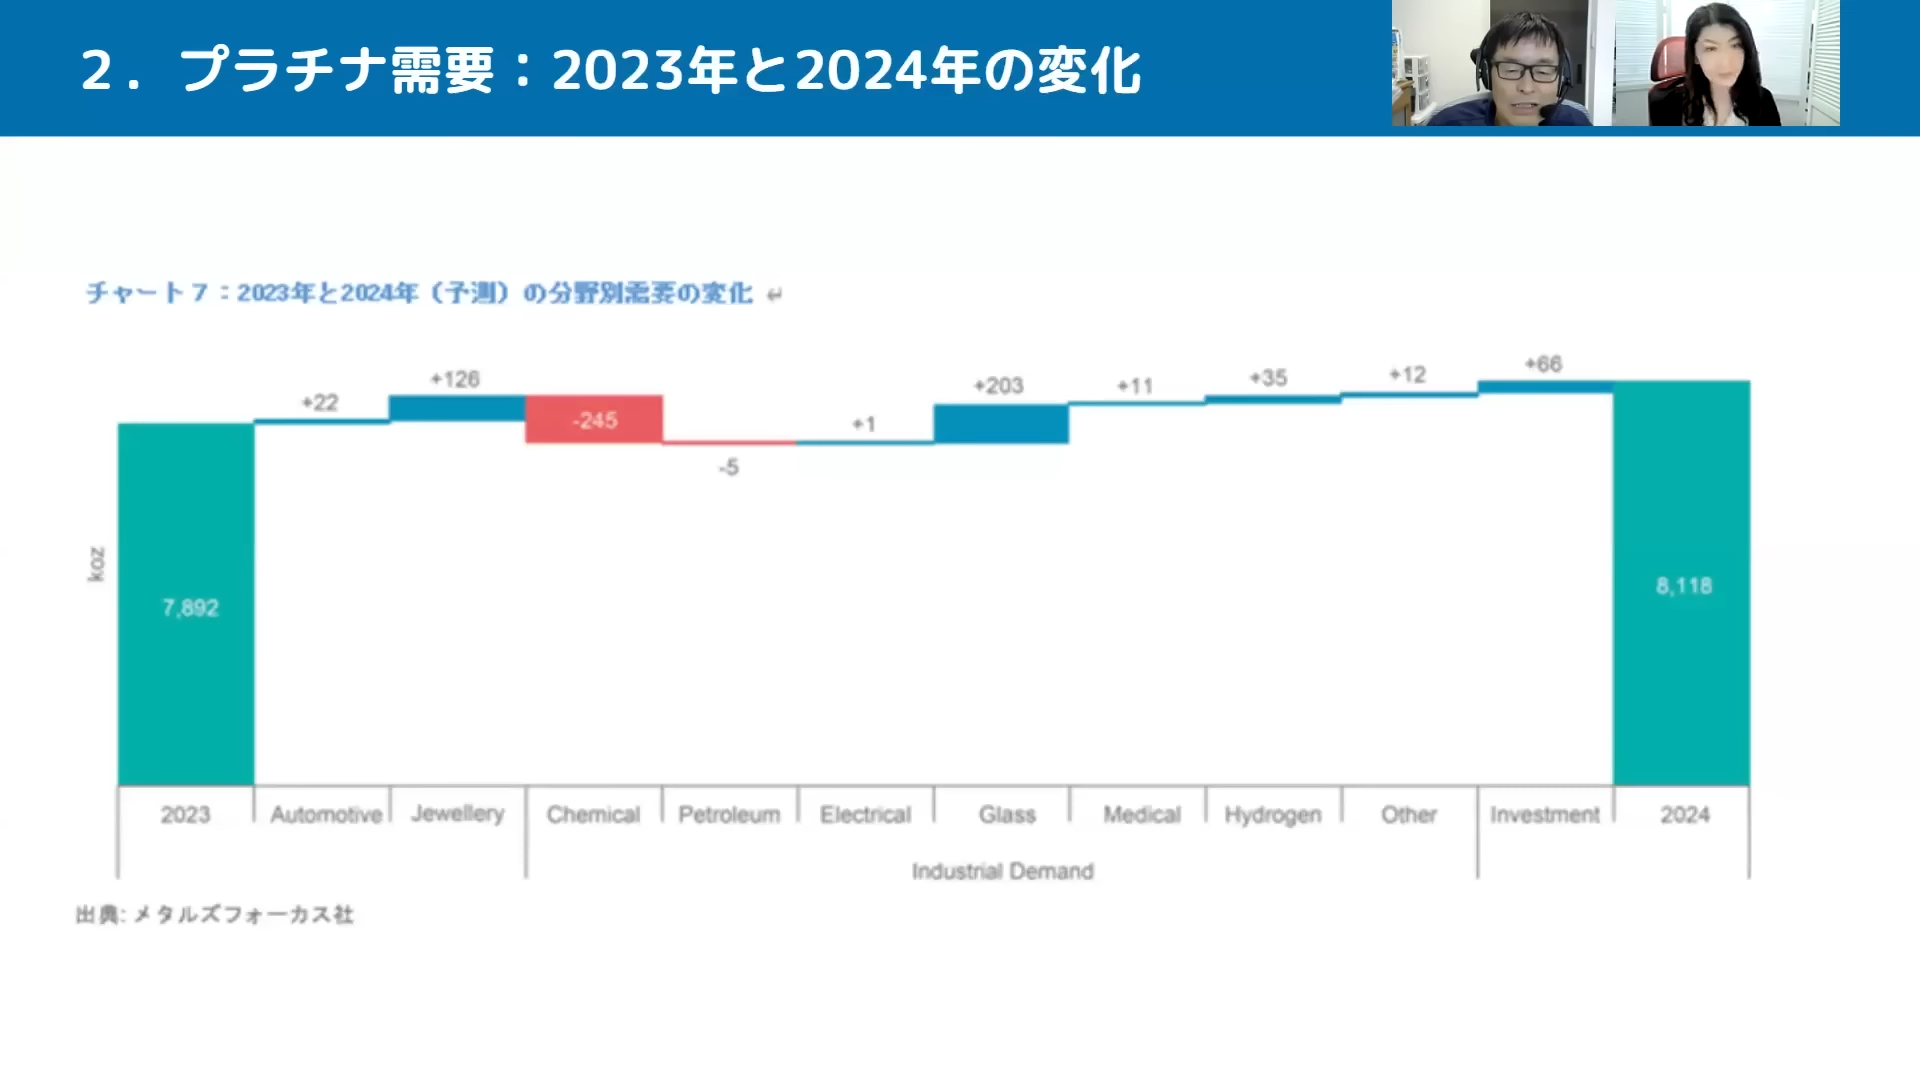 ２．プラチナ需要：2023年と2024年の変化
チャート７：2023年と2024年（予測）の分野別需要の変化 ↵
+22
+126
-245
-5
+1
+203
+11
+35
+12
+66
koz
7,892
8,118
2023 Automotive Jewellery Chemical Petroleum Electrical Glass Medical Hydrogen Other Investment 2024
Industrial Demand
出典: メタルズフォーカス社